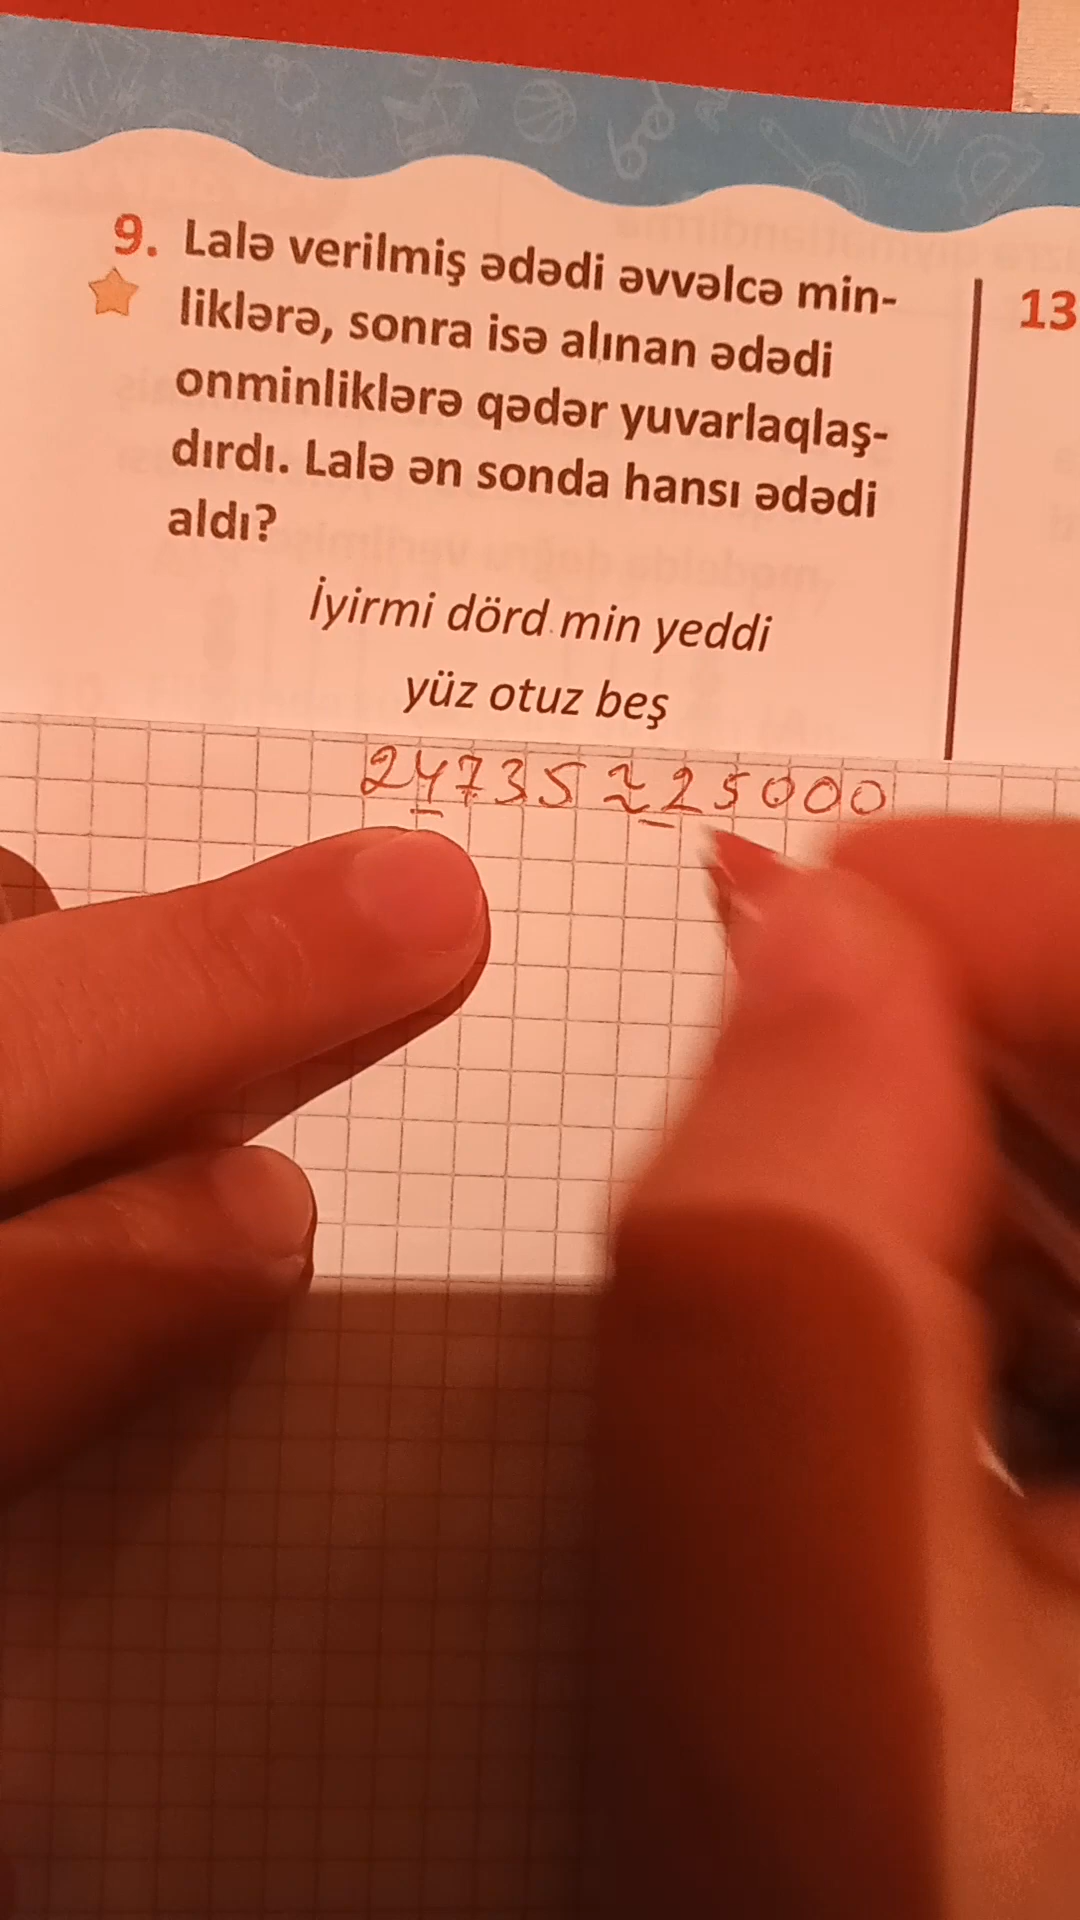 9. Lalə verilmiş ədədi əvvəlcə min-
liklərə, sonra isə alınan ədədi
onminliklərə qədər yuvarlaqlaş-
dırdı. Lalə ən sonda hansı ədədi
aldı?
İyirmi dörd min yeddi
yüz otuz beş
24735 ≈ 25000
13